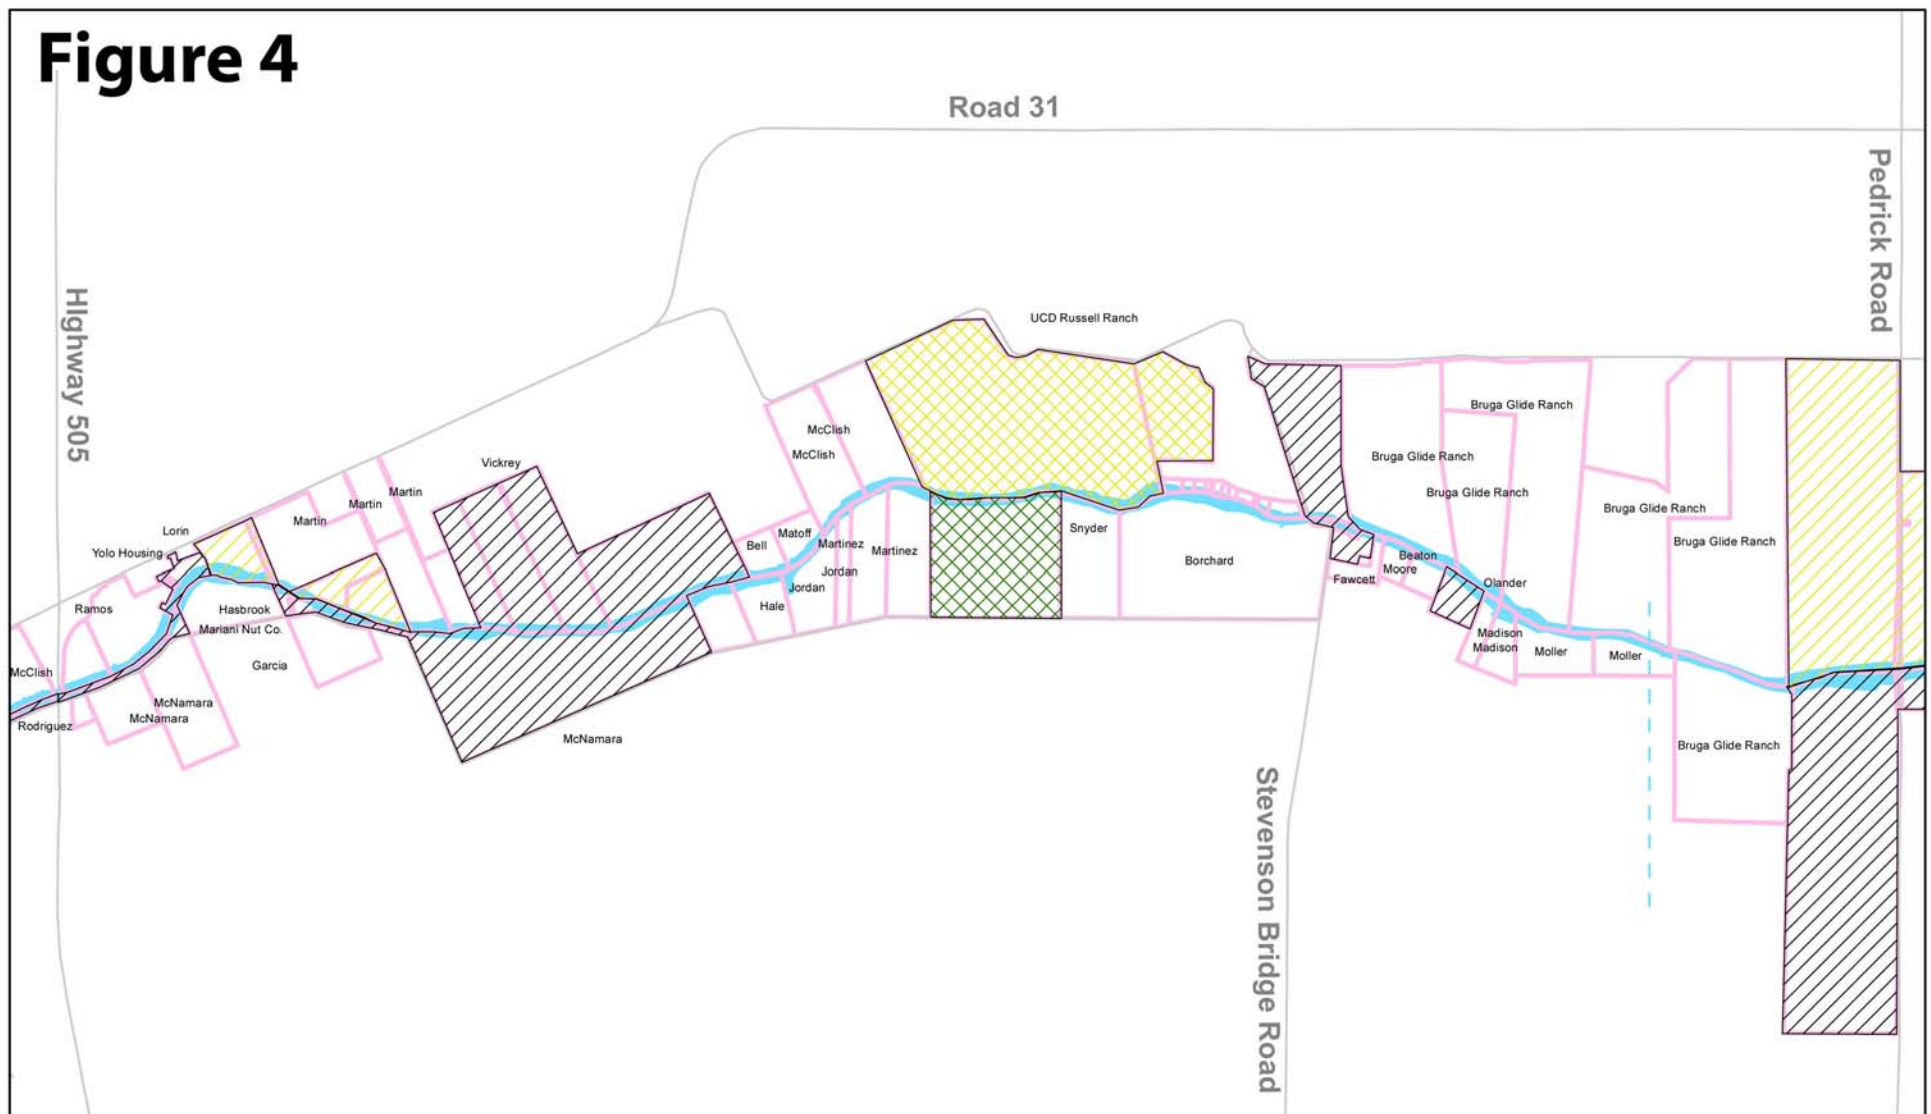 Figure 4
Road 31
Pedrick Road
HIghway 505
UCD Russell Ranch
Bruga Glide Ranch
McClish
McClish
Bruga Glide Ranch
Vickrey
Martin
Martin
Martin
Bruga Glide Ranch
Bruga Glide Ranch
Lorin
Yolo Housing
Snyder
Matoff
Bell
Martinez
Martinez
Bruga Glide Ranch
Beaton
Borchard
Moore
Jordan
Fawcett
Olander
Jordan
Hale
Ramos
Hasbrook
Mariani Nut Co.
Madison
Madison
Moller
Moller
Garcia
McClish
McNamara
McNamara
Rodriguez
McNamara
Bruga Glide Ranch
Stevenson Bridge Road